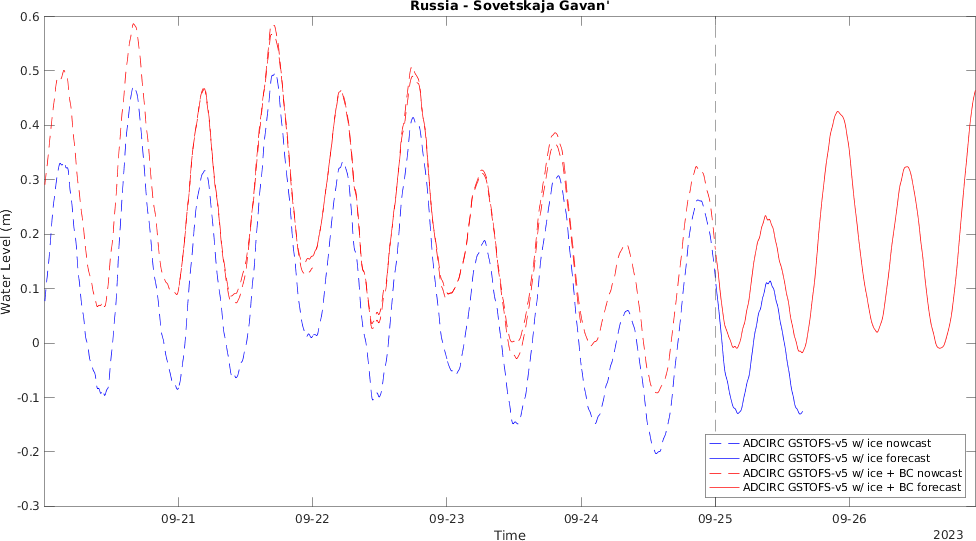 Russia - Sovetskaja Gavan'
0.6
0.5
0.4
0.3
0.2
0.1
0
-0.1
-0.2
-0.3
Water Level (m)
ADCIRC GSTOFS-v5 w/ ice nowcast
ADCIRC GSTOFS-v5 w/ ice forecast
ADCIRC GSTOFS-v5 w/ ice + BC nowcast
ADCIRC GSTOFS-v5 w/ ice + BC forecast
09-21 09-22 09-23 09-24 09-25 09-26
Time
2023